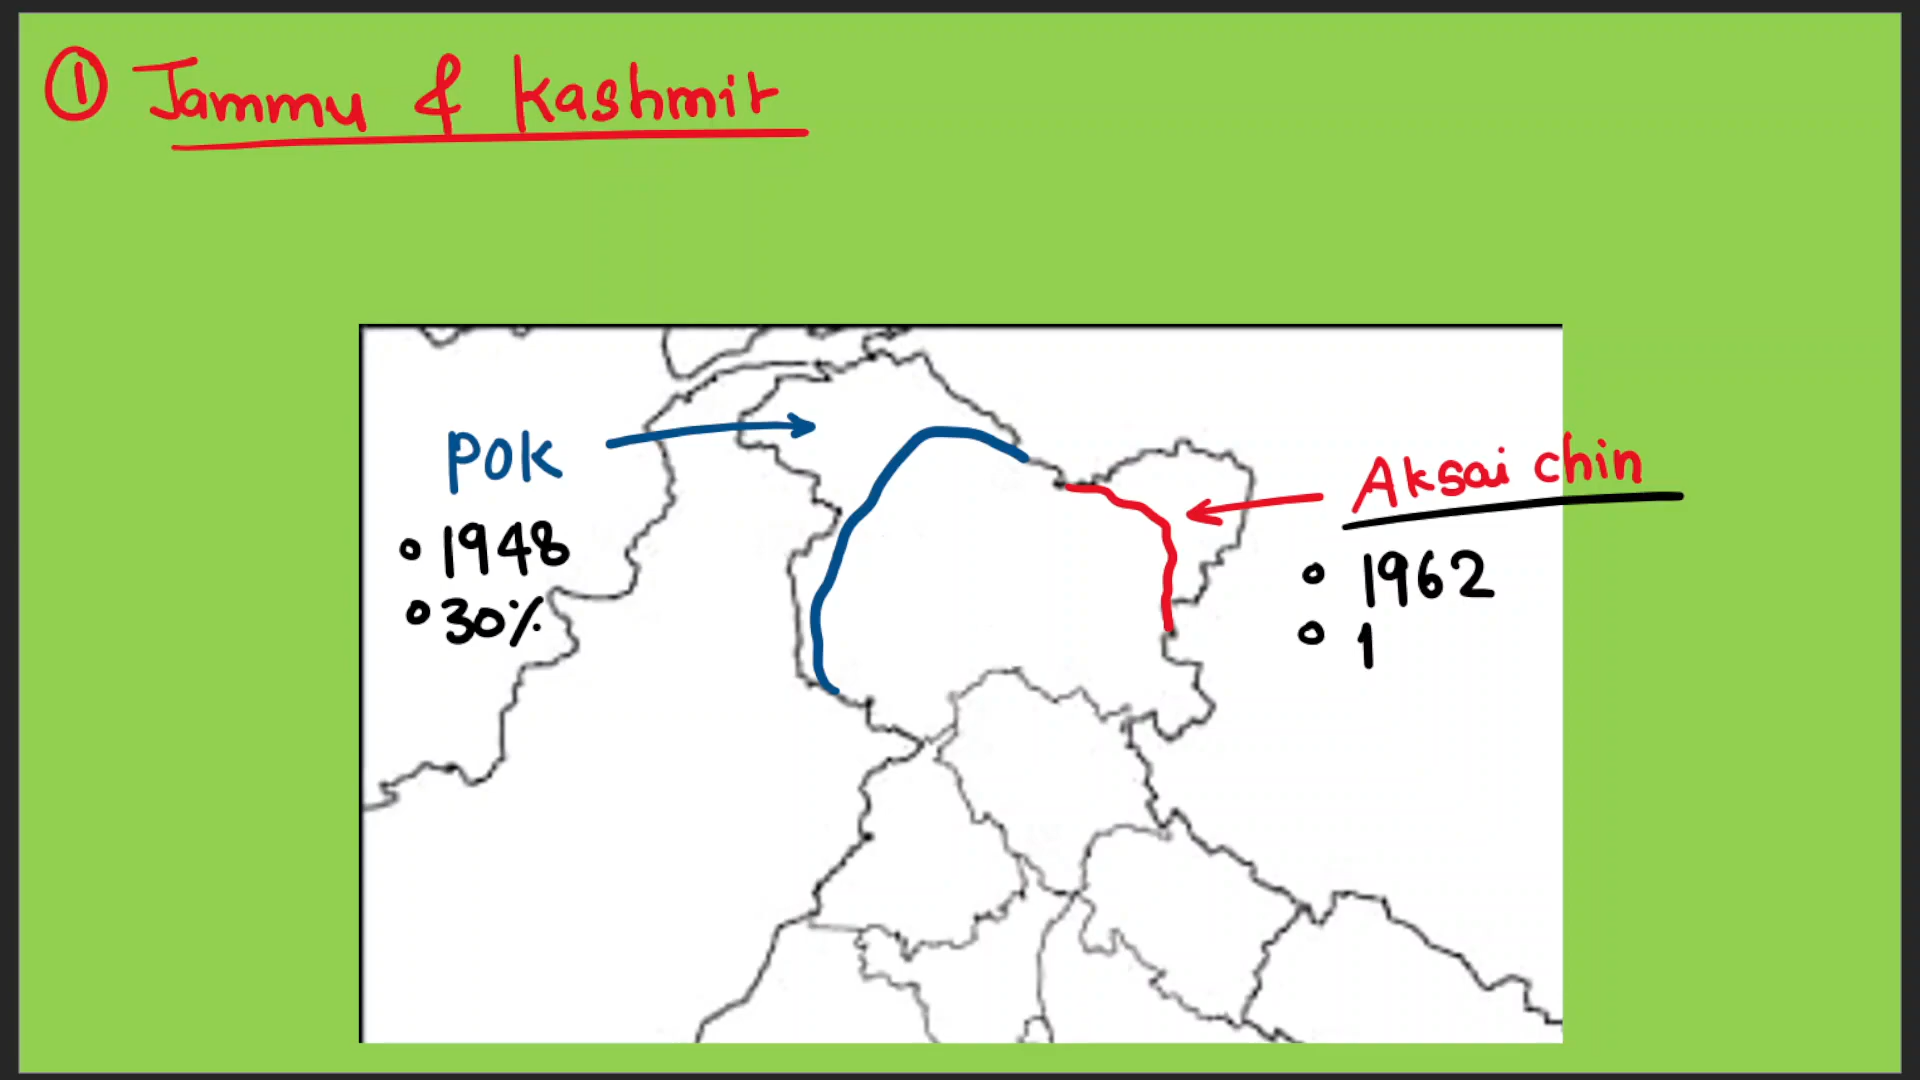 ① Jammu & Kashmir
POK
• 1948
• 30%
Aksai chin
• 1962
• 1